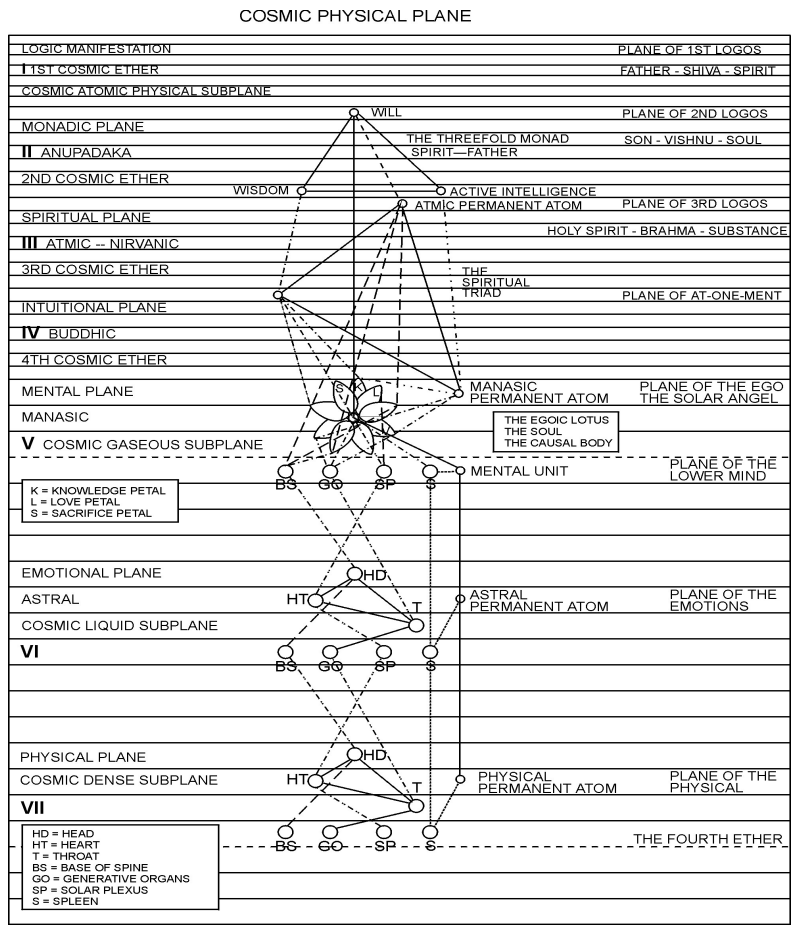 COSMIC PHYSICAL PLANE
LOGIC MANIFESTATION
PLANE OF 1ST LOGOS
I 1ST COSMIC ETHER
FATHER - SHIVA - SPIRIT
COSMIC ATOMIC PHYSICAL SUBPLANE
WILL
PLANE OF 2ND LOGOS
MONADIC PLANE
THE THREEFOLD MONAD
SPIRIT—FATHER
SON - VISHNU - SOUL
II ANUPADAKA
2ND COSMIC ETHER
WISDOM
ACTIVE INTELLIGENCE
ATMIC PERMANENT ATOM
PLANE OF 3RD LOGOS
SPIRITUAL PLANE
HOLY SPIRIT - BRAHMA - SUBSTANCE
III ATMIC -- NIRVANIC
3RD COSMIC ETHER
THE
SPIRITUAL
TRIAD
PLANE OF AT-ONE-MENT
INTUITIONAL PLANE
IV BUDDHIC
4TH COSMIC ETHER
MENTAL PLANE
S K L
MANASIC
PERMANENT ATOM
PLANE OF THE EGO
THE SOLAR ANGEL
MANASIC
THE EGOIC LOTUS
THE SOUL
THE CAUSAL BODY
V COSMIC GASEOUS SUBPLANE
BS GO SP S
MENTAL UNIT
PLANE OF THE
LOWER MIND
K = KNOWLEDGE PETAL
L = LOVE PETAL
S = SACRIFICE PETAL
EMOTIONAL PLANE
HD
ASTRAL
HT
T
ASTRAL
PERMANENT ATOM
PLANE OF THE
EMOTIONS
COSMIC LIQUID SUBPLANE
VI
BS GO SP S
PHYSICAL PLANE
HD
COSMIC DENSE SUBPLANE
HT
T
PHYSICAL
PERMANENT ATOM
PLANE OF THE
PHYSICAL
VII
BS GO SP S
THE FOURTH ETHER
HD = HEAD
HT = HEART
T = THROAT
BS = BASE OF SPINE
GO = GENERATIVE ORGANS
SP = SOLAR PLEXUS
S = SPLEEN